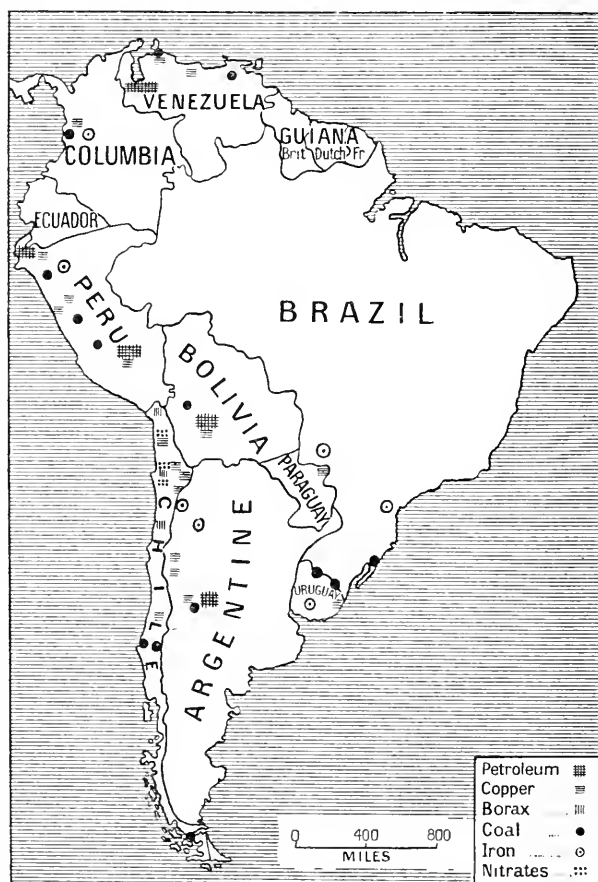 VENEZUELA
GUIANA
(Brit. Dutch) Fr.
COLUMBIA
ECUADOR
BRAZIL
PERU
BOLIVIA
PARAGUAY
CHILE
ARGENTINE
URUGUAY
Petroleum
Copper
Borax
Coal
Iron
Nitrates
0 400 800
MILES